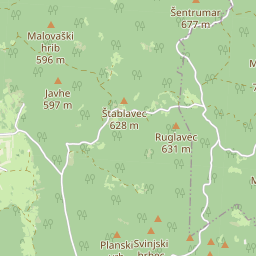 Šentrumar
677 m
Malovaški
hrib
596 m
Javhe
597 m
Štablavec
628 m
Ruglavec
631 m
Planski
Svinjski
hrbec